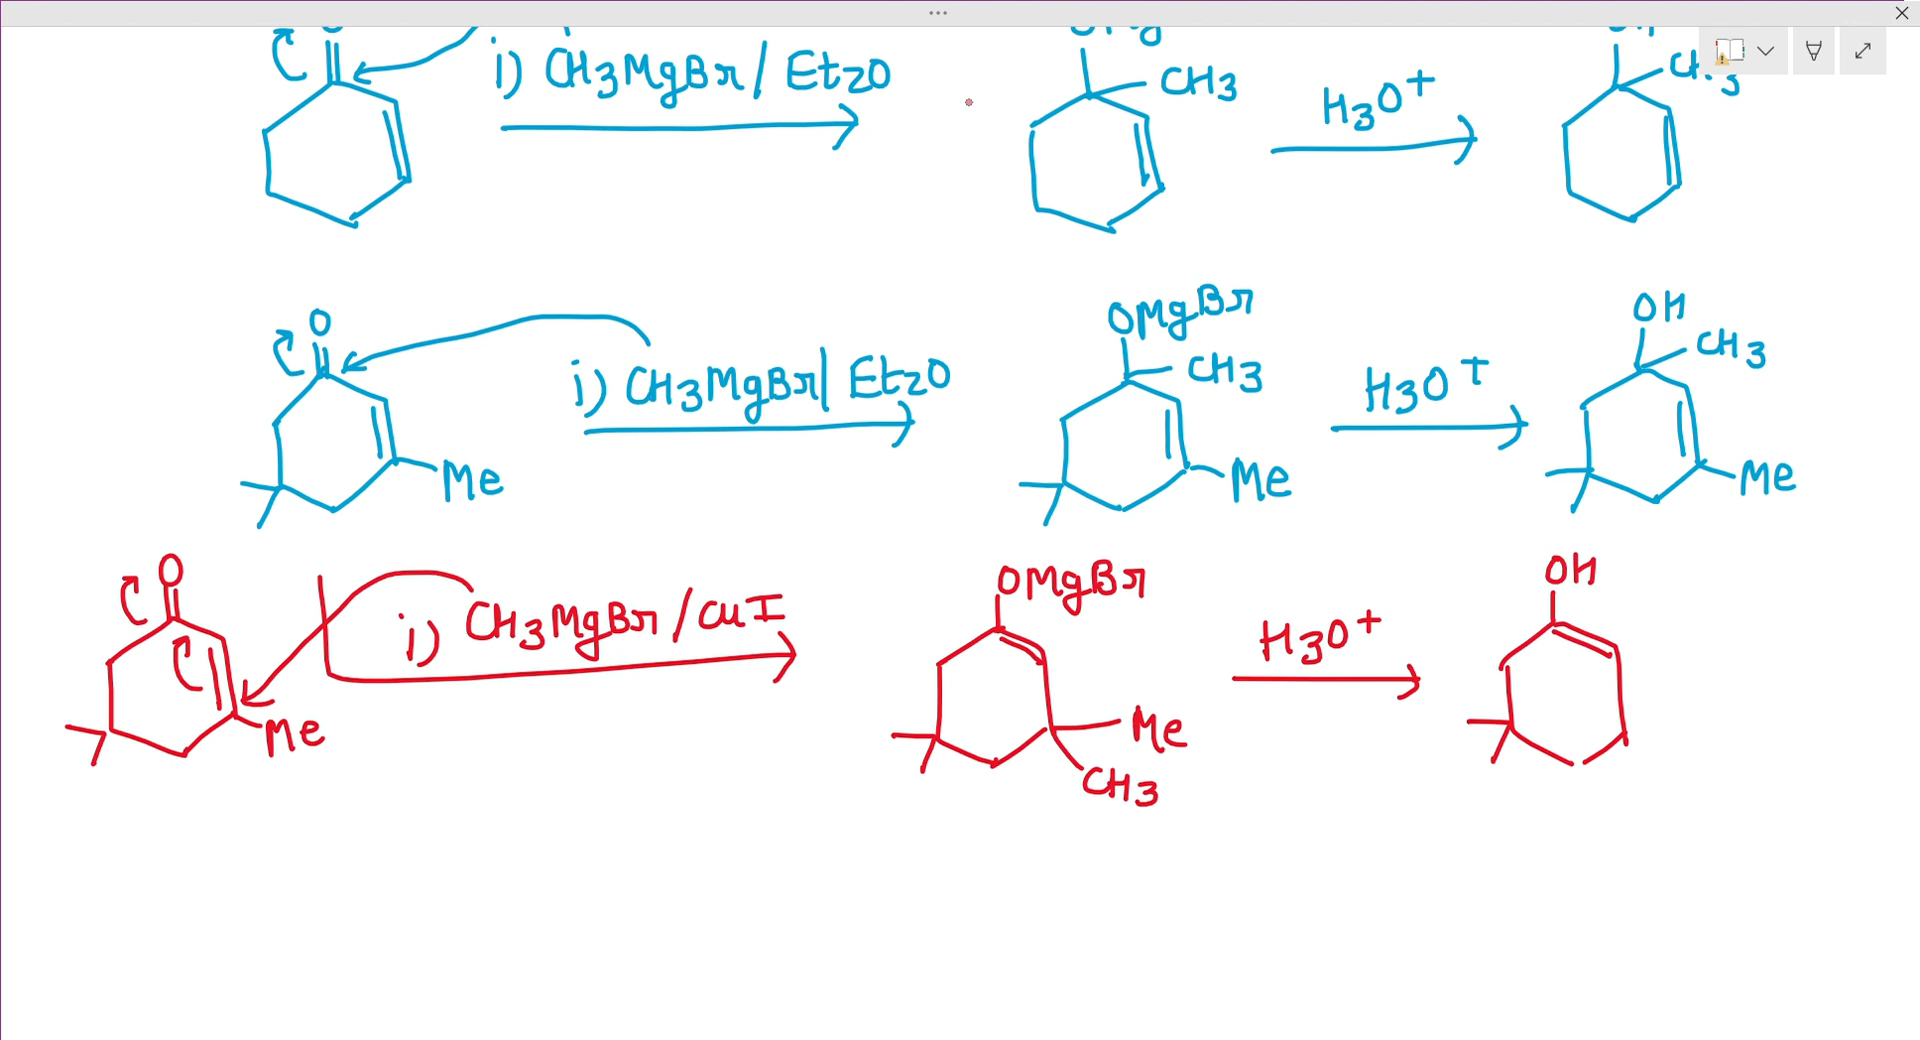 i) CH3MgBr/ Et2O
CH3
H3O+
CH3
O
i) CH3MgBr| Et2O
Me
OMgBr
CH3
Me
H3O+
OH
CH3
Me
O
i) CH3MgBr/CuI
Me
OMgBr
Me
CH3
H3O+
OH